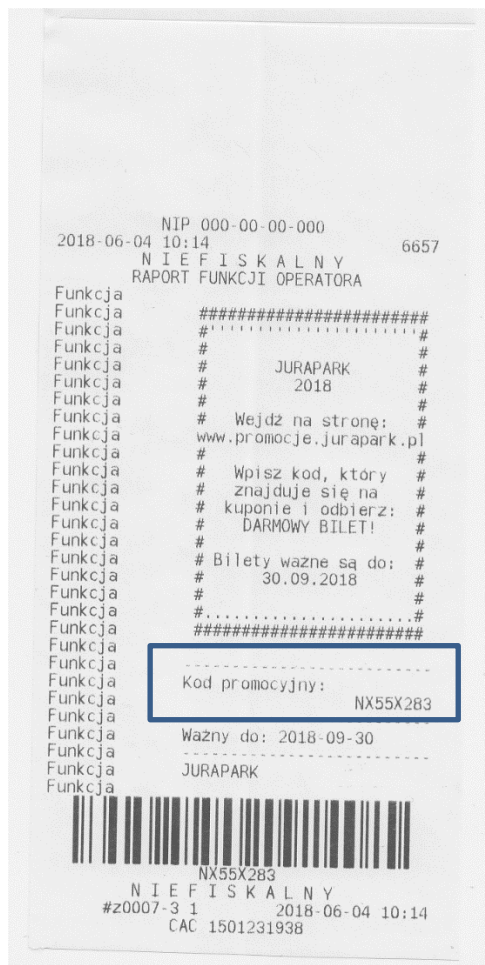 NIP 000-00-00-000
2018-06-04 10:14 6657
N I E F I S K A L N Y
RAPORT FUNKCJI OPERATORA
Funkcja
Funkcja ########################
Funkcja #''''''''''''''''''''''#
Funkcja # #
Funkcja # JURAPARK #
Funkcja # 2018 #
Funkcja # #
Funkcja # Wejdź na stronę: #
Funkcja www.promocje.jurapark.pl
Funkcja # #
Funkcja # Wpisz kod, który #
Funkcja # znajduje się na #
Funkcja # kuponie i odbierz: #
Funkcja # DARMOWY BILET! #
Funkcja # #
Funkcja # Bilety ważne są do: #
Funkcja # 30.09.2018 #
Funkcja # #
Funkcja #......................#
Funkcja ########################
Funkcja
Funkcja --------------------------
Funkcja Kod promocyjny:
Funkcja NX55X283
Funkcja --------------------------
Funkcja Ważny do: 2018-09-30
Funkcja --------------------------
Funkcja JURAPARK
Funkcja
NX55X283
N I E F I S K A L N Y
#z0007-3 1 2018-06-04 10:14
CAC 1501231938